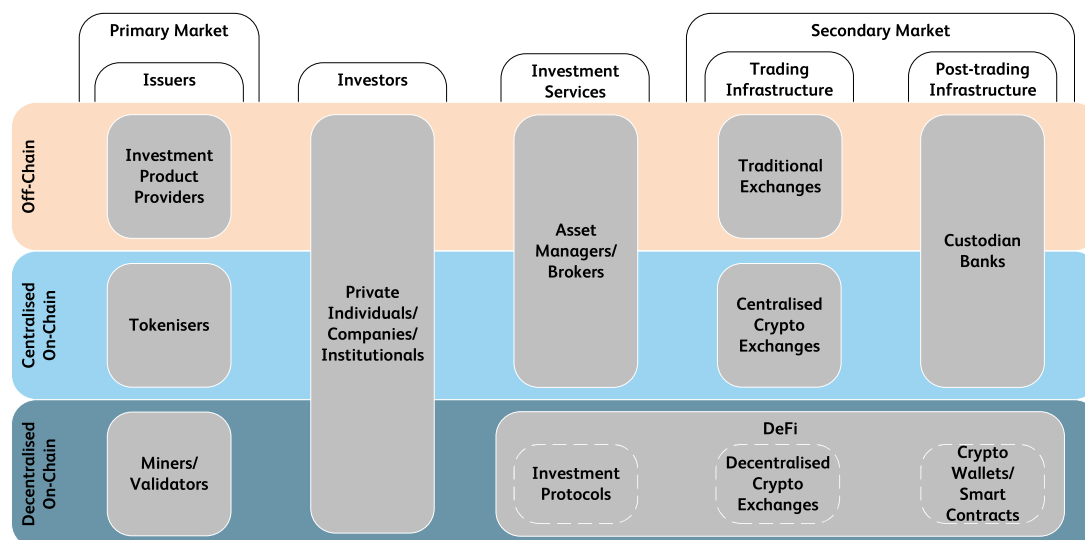 Primary Market
Secondary Market
Issuers
Investors
Investment
Services
Trading
Infrastructure
Post-trading
Infrastructure
Off-Chain
Investment
Product
Providers
Asset
Managers/
Brokers
Traditional
Exchanges
Custodian
Banks
Centralised
On-Chain
Tokenisers
Private
Individuals/
Companies/
Institutionals
Centralised
Crypto
Exchanges
Decentralised
On-Chain
Miners/
Validators
DeFi
Investment
Protocols
Decentralised
Crypto
Exchanges
Crypto
Wallets/
Smart
Contracts